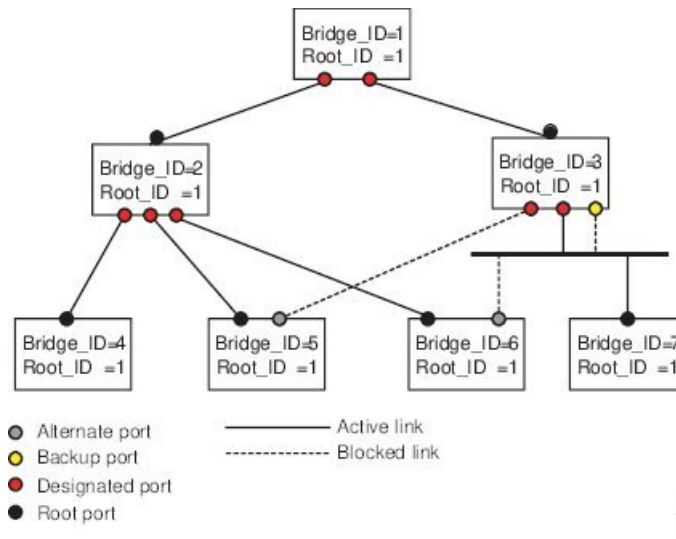 Bridge_ID=1
Root_ID =1
Bridge_ID=2
Root_ID =1
Bridge_ID=3
Root_ID =1
Bridge_ID=4
Root_ID =1
Bridge_ID=5
Root_ID =1
Bridge_ID=6
Root_ID =1
Bridge_ID=7
Root_ID =1
Alternate port
Backup port
Designated port
Root port
Active link
Blocked link